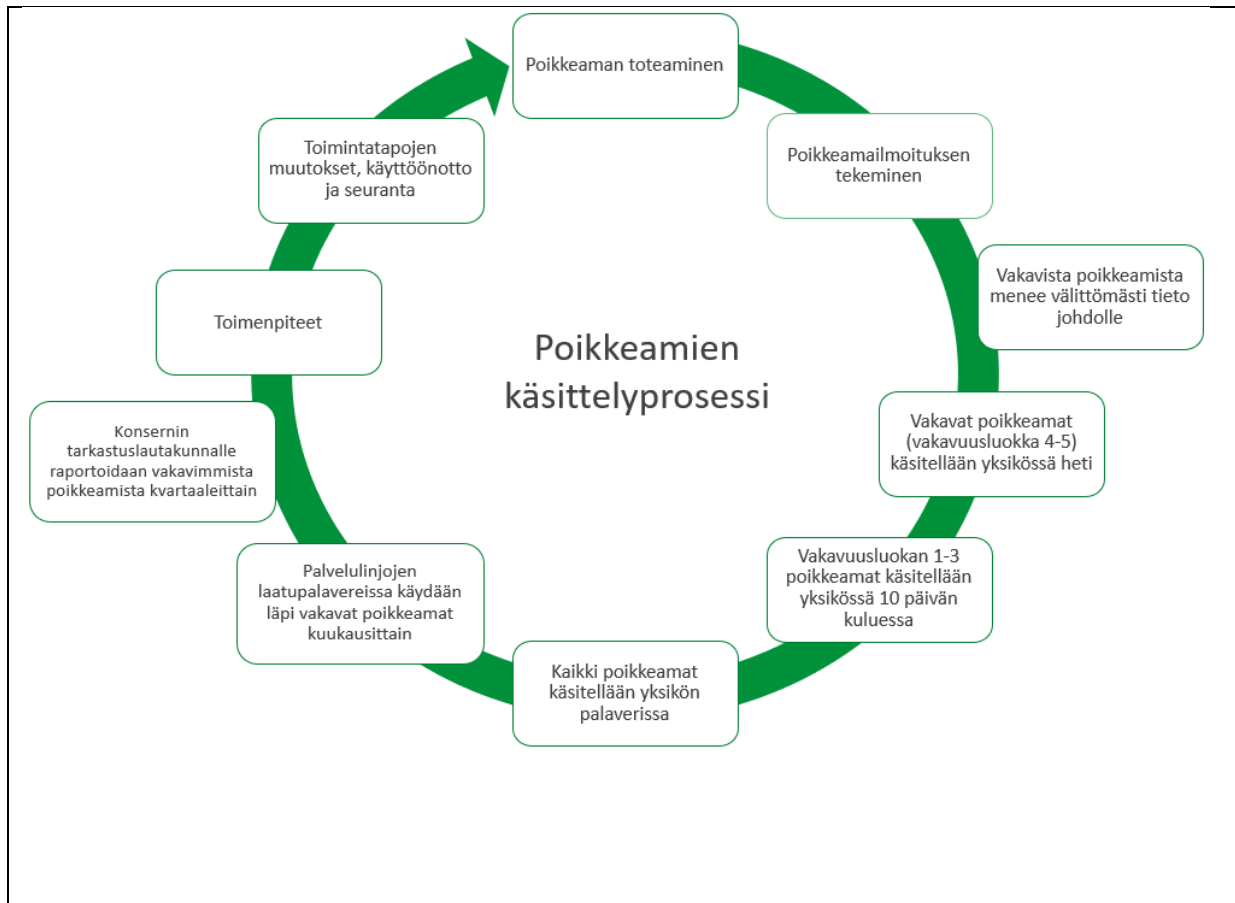 Poikkeaman toteaminen
Poikkeamailmoituksen
tekeminen
Vakavista poikkeamista
menee välittömästi tieto
johdolle
Vakavat poikkeamat
(vakavuusluokka 4-5)
käsitellään yksikössä heti
Vakavuusluokan 1-3
poikkeamat käsitellään
yksikössä 10 päivän
kuluessa
Kaikki poikkeamat
käsitellään yksikön
palaverissa
Palvelulinjojen
laatupalavereissa käydään
läpi vakavat poikkeamat
kuukausittain
Konsernin
tarkastuslautakunnalle
raportoidaan vakavimmista
poikkeamista kvartaaleittain
Toimenpiteet
Toimintatapojen
muutokset, käyttöönotto
ja seuranta
Poikkeamien
käsittelyprosessi